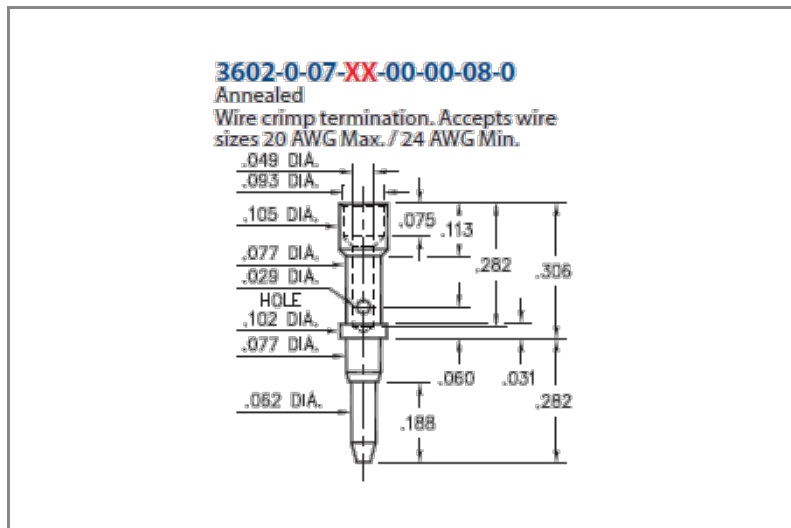 3602-0-07-XX-00-00-08-0
Annealed
Wire crimp termination. Accepts wire
sizes 20 AWG Max. / 24 AWG Min.
.049 DIA.
.093 DIA.
.105 DIA.
.075
.113
.077 DIA.
.282
.306
.029 DIA.
HOLE
.102 DIA.
.077 DIA.
.060
.031
.062 DIA.
.282
.188